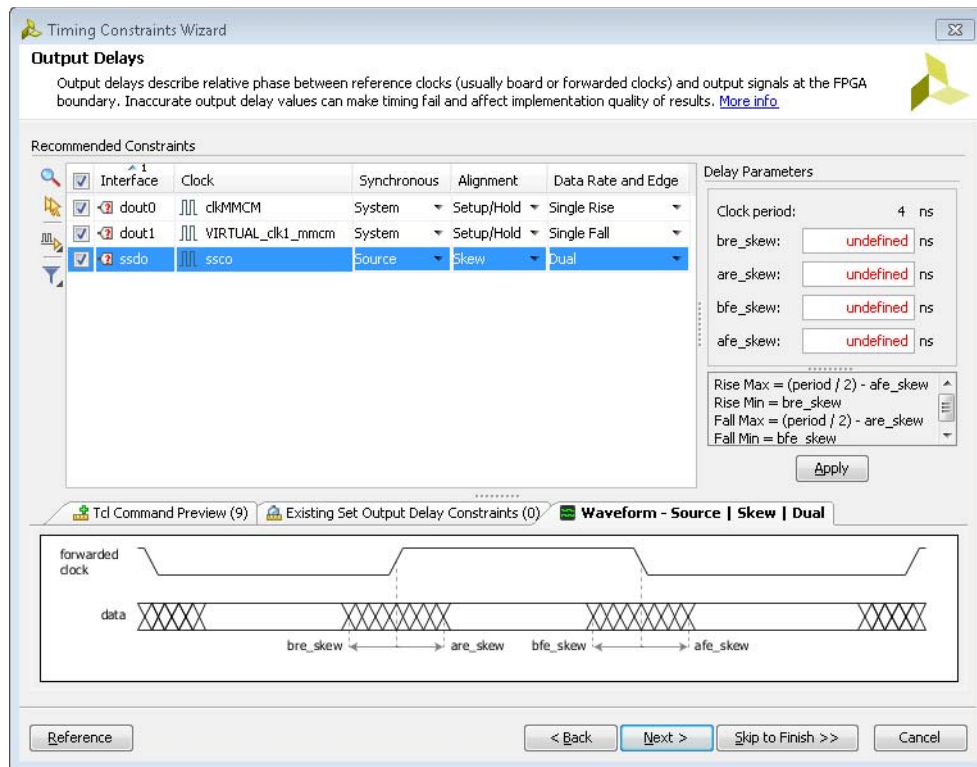 Timing Constraints Wizard
Output Delays
Output delays describe relative phase between reference clocks (usually board or forwarded clocks) and output signals at the FPGA
boundary. Inaccurate output delay values can make timing fail and affect implementation quality of results. More info
Recommended Constraints
Interface 1 Clock Synchronous Alignment Data Rate and Edge
dout0 clkMMCM System Setup/Hold Single Rise
dout1 VIRTUAL_clk1_mmcm System Setup/Hold Single Fall
ssdo ssco Source Skew Dual
Delay Parameters
Clock period: 4 ns
bre_skew: undefined ns
are_skew: undefined ns
bfe_skew: undefined ns
afe_skew: undefined ns
Rise Max = (period / 2) - afe_skew
Rise Min = bre_skew
Fall Max = (period / 2) - are_skew
Fall Min = bfe_skew
Apply
Tcl Command Preview (9) Existing Set Output Delay Constraints (0) Waveform - Source | Skew | Dual
forwarded
clock
data
bre_skew are_skew bfe_skew afe_skew
Reference < Back Next > Skip to Finish >> Cancel